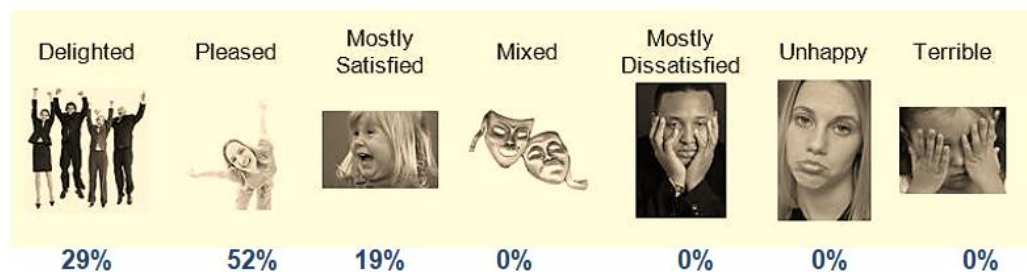 Delighted
Pleased
Mostly
Satisfied
Mixed
Mostly
Dissatisfied
Unhappy
Terrible
29%
52%
19%
0%
0%
0%
0%